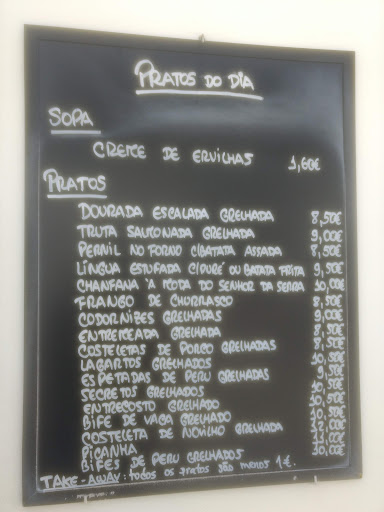 PRATOS DO DIA
SOPA
CREME DE ERVILHAS 1,60€
PRATOS
DOURADA ESCALADA GRELHADA 8,50€
TRUTA SALMONADA GRELHADA 9,00€
PERNIL NO FORNO C/BATATA ASSADA 8,50€
LÍNGUA ESTUFADA C/PURÉ OU BATATA FRITA 9,50€
CHANFANA À MODA DO SENHOR DA SERRA 10,00€
FRANGO DE CHURRASCO 8,50€
CODORNIZES GRELHADAS 9,00€
ENTREMEADA GRELHADA 8,50€
COSTELETAS DE PORCO GRELHADAS 8,50€
LAGARTOS GRELHADOS 10,50€
ESPETADAS DE PERU GRELHADAS 9,50€
SECRETOS GRELHADOS 10,50€
ENTRECOSTO GRELHADO 10,50€
BIFE DE VACA GRELHADO 10,50€
COSTELETA DE NOVILHO GRELHADA 12,00€
PICANHA 13,00€
BIFES DE PERU GRELHADOS 10,00€
TAKE-AWAY: todos os pratos são menos 1€.